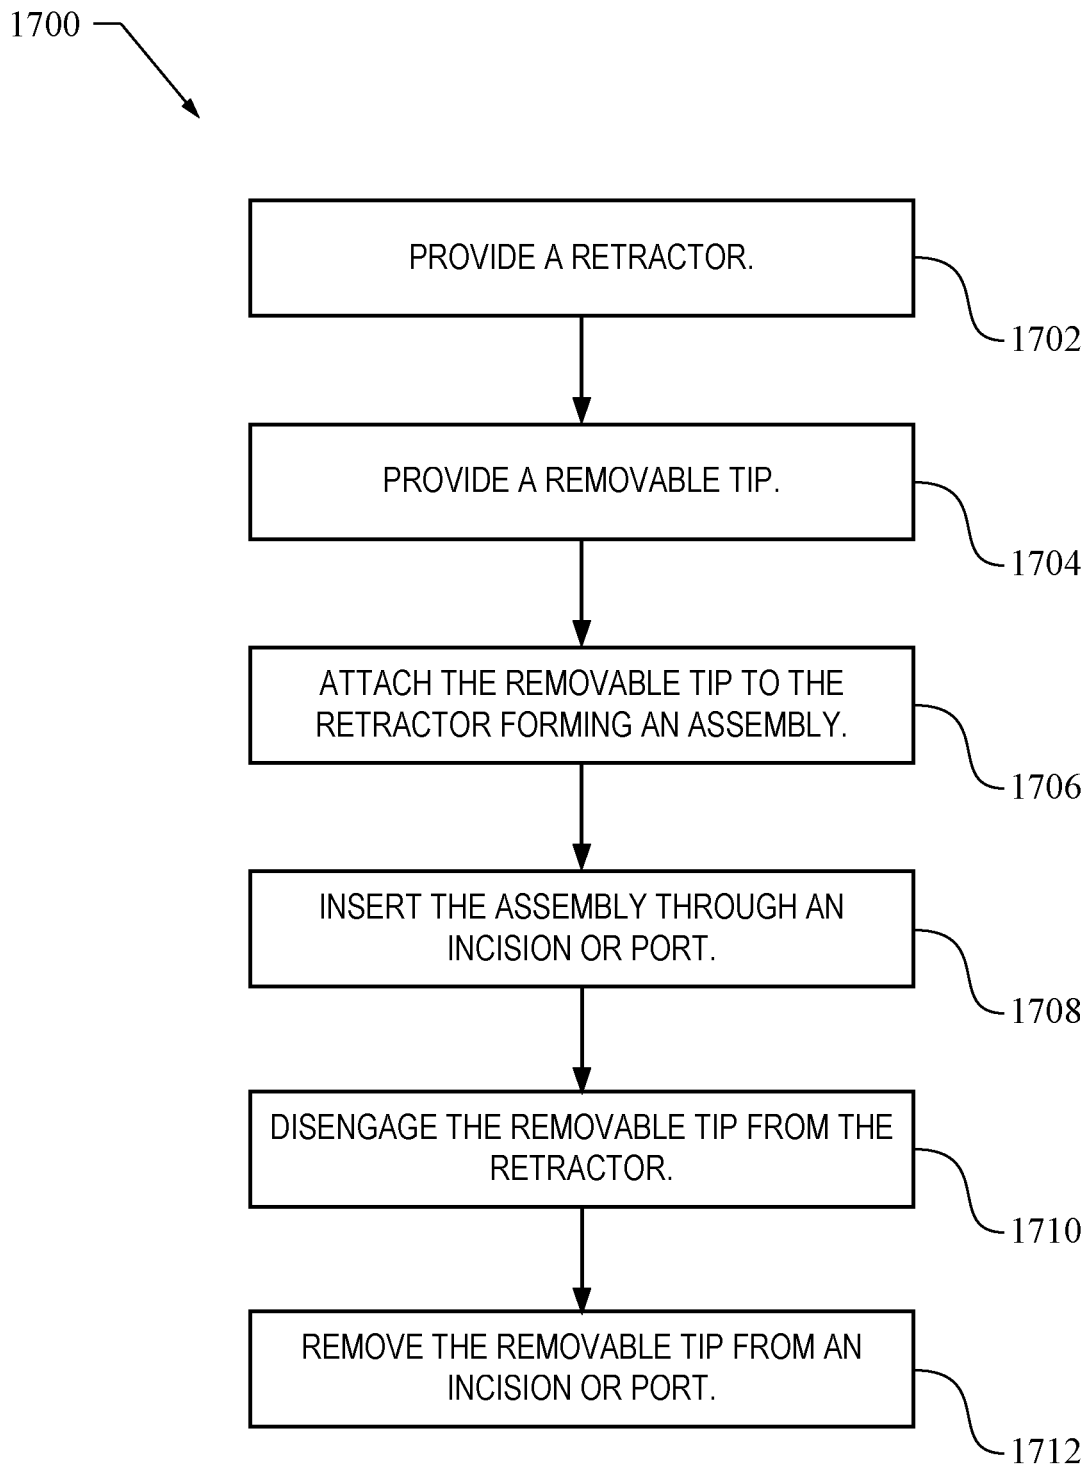 1700
PROVIDE A RETRACTOR.
1702
PROVIDE A REMOVABLE TIP.
1704
ATTACH THE REMOVABLE TIP TO THE
RETRACTOR FORMING AN ASSEMBLY.
1706
INSERT THE ASSEMBLY THROUGH AN
INCISION OR PORT.
1708
DISENGAGE THE REMOVABLE TIP FROM THE
RETRACTOR.
1710
REMOVE THE REMOVABLE TIP FROM AN
INCISION OR PORT.
1712